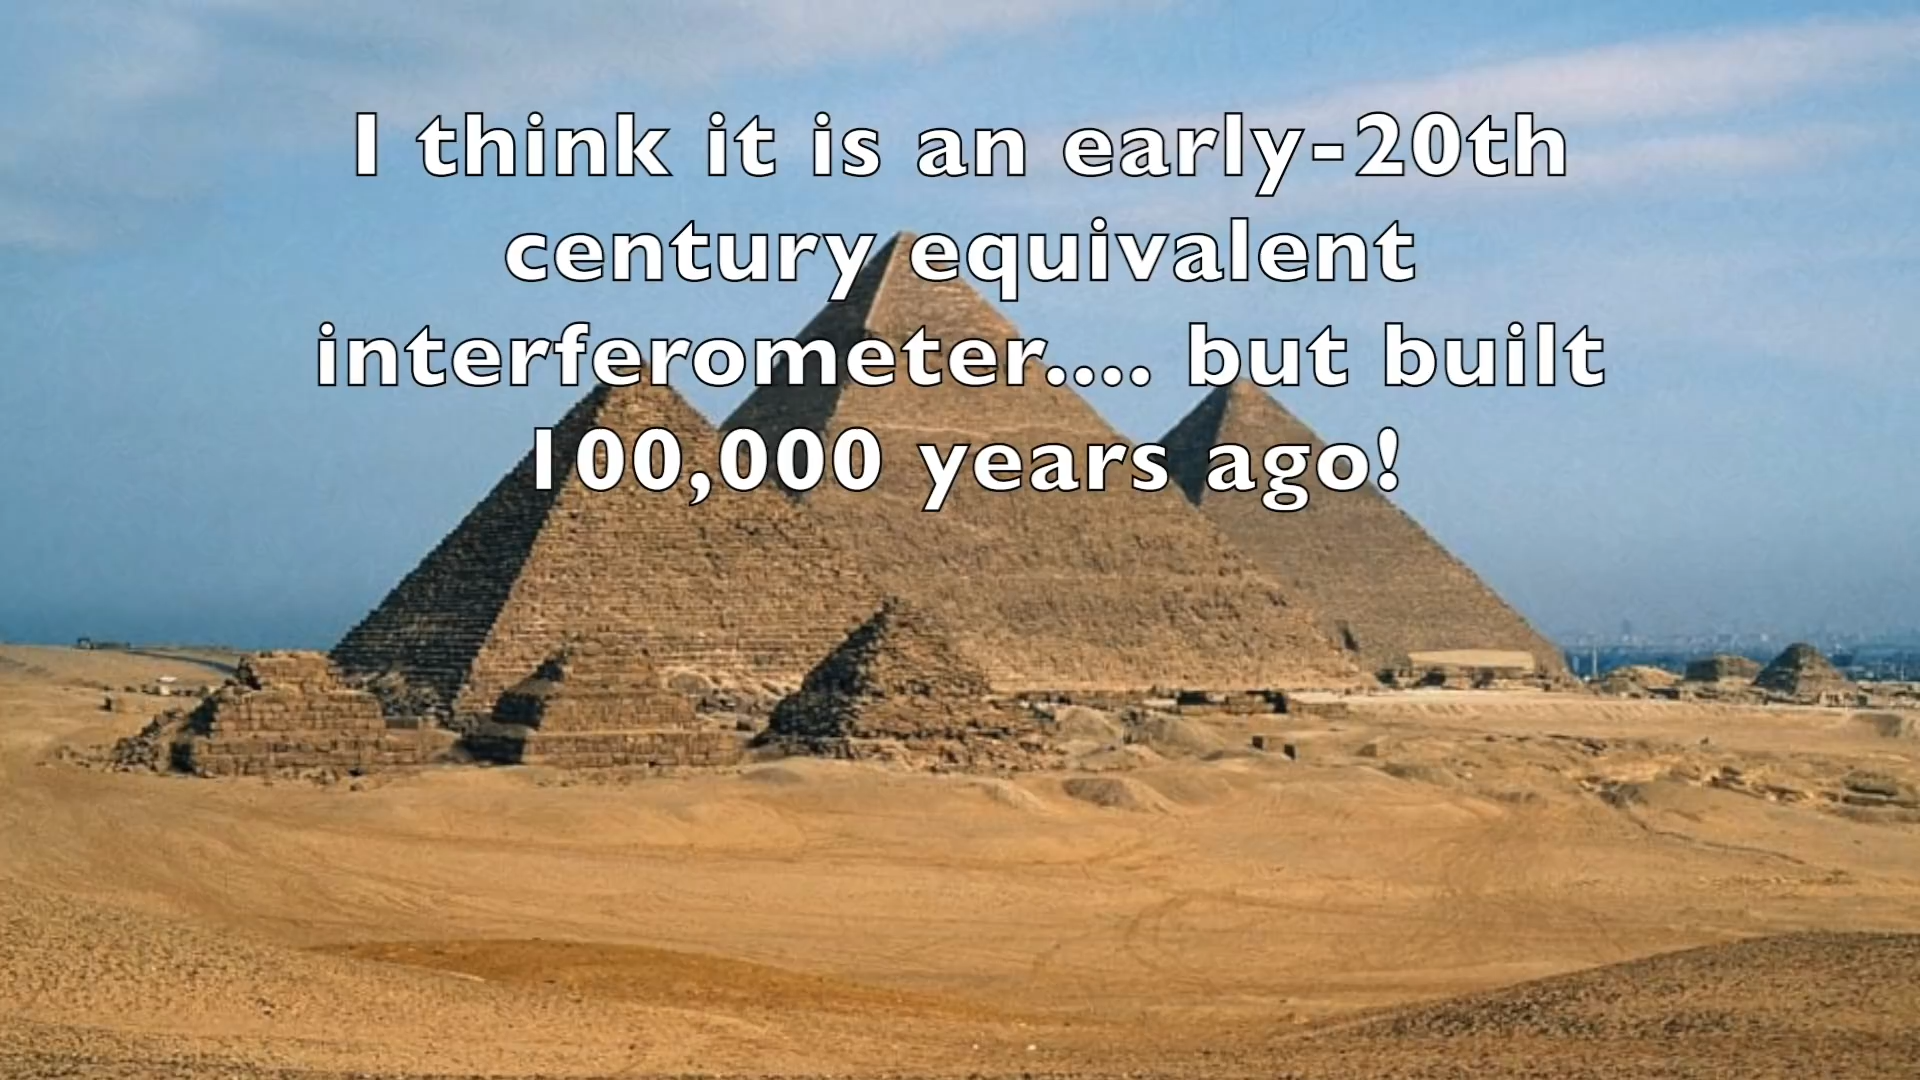 I think it is an early-20th
century equivalent
interferometer.... but built
100,000 years ago!